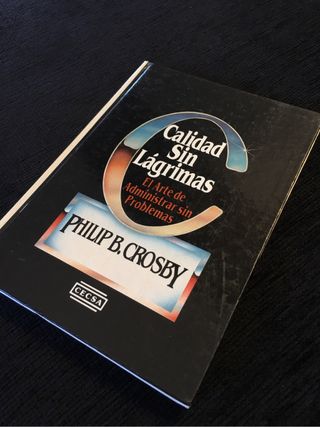 Calidad
Sin
Lágrimas
El Arte de
Administrar sin
Problemas
PHILIP B. CROSBY
CECSA